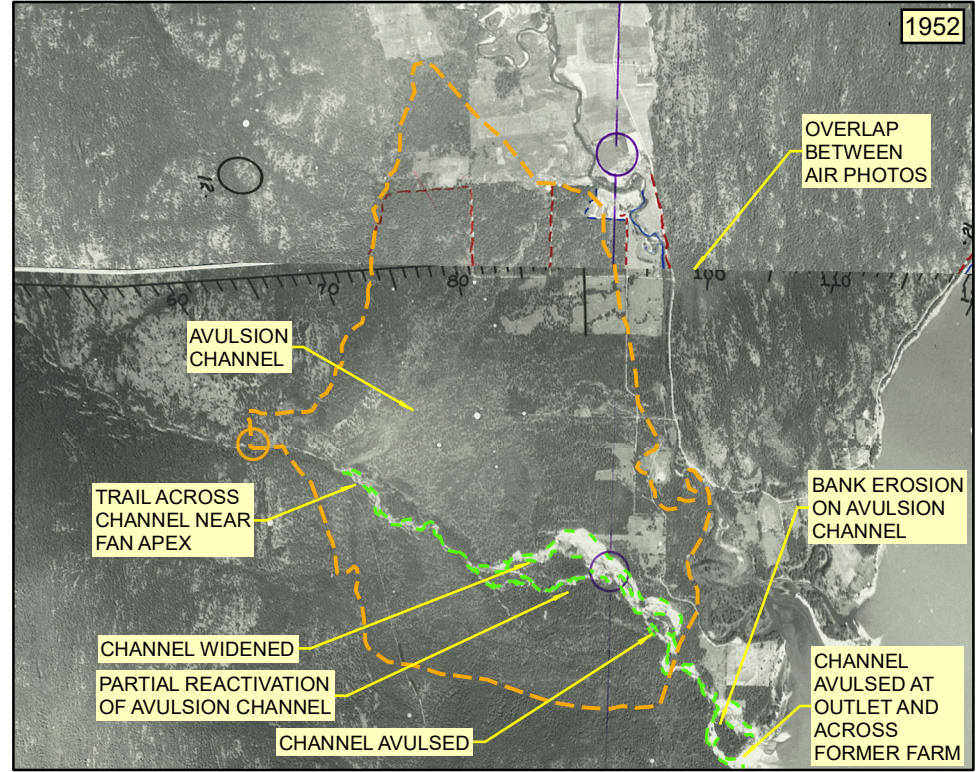 1952
OVERLAP
BETWEEN
AIR PHOTOS
12.
60
70
80
100
110
AVULSION
CHANNEL
TRAIL ACROSS
CHANNEL NEAR
FAN APEX
BANK EROSION
ON AVULSION
CHANNEL
CHANNEL WIDENED
PARTIAL REACTIVATION
OF AVULSION CHANNEL
CHANNEL AVULSED
CHANNEL
AVULSED AT
OUTLET AND
ACROSS
FORMER FARM